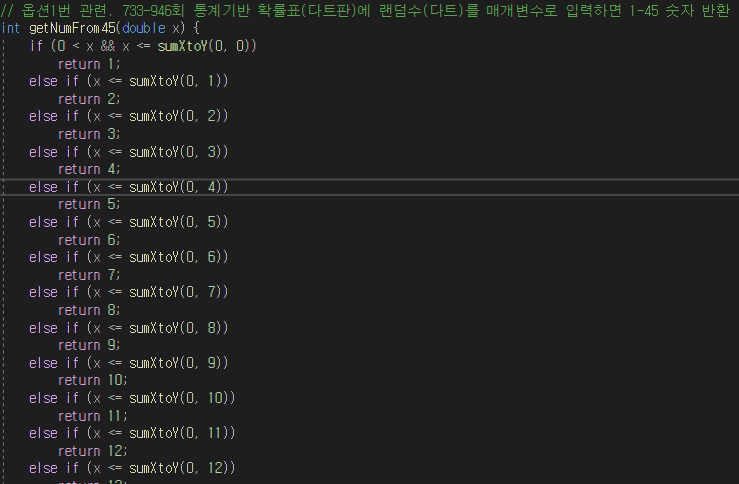 // 옵션1번 관련. 733-946회 통계기반 확률표(다트판)에 랜덤수(다트)를 매개변수로 입력하면 1-45 숫자 반환
int getNumFrom45(double x) {
if (0 < x && x <= sumXtoY(0, 0))
return 1;
else if (x <= sumXtoY(0, 1))
return 2;
else if (x <= sumXtoY(0, 2))
return 3;
else if (x <= sumXtoY(0, 3))
return 4;
else if (x <= sumXtoY(0, 4))
return 5;
else if (x <= sumXtoY(0, 5))
return 6;
else if (x <= sumXtoY(0, 6))
return 7;
else if (x <= sumXtoY(0, 7))
return 8;
else if (x <= sumXtoY(0, 8))
return 9;
else if (x <= sumXtoY(0, 9))
return 10;
else if (x <= sumXtoY(0, 10))
return 11;
else if (x <= sumXtoY(0, 11))
return 12;
else if (x <= sumXtoY(0, 12))